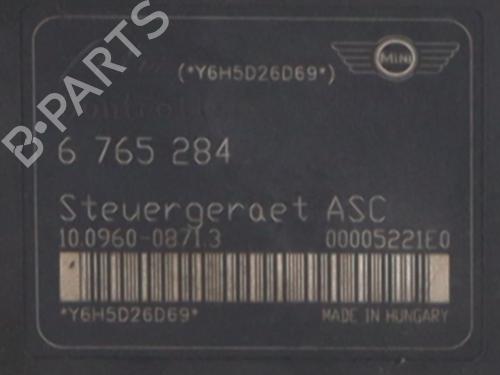 B-PARTS
(*Y6H5D26D69*)
MINI
6 765 284
Steuergeraet ASC
10.0960-0871.3 00005221E0
*Y6H5D26D69*
MADE IN HUNGARY